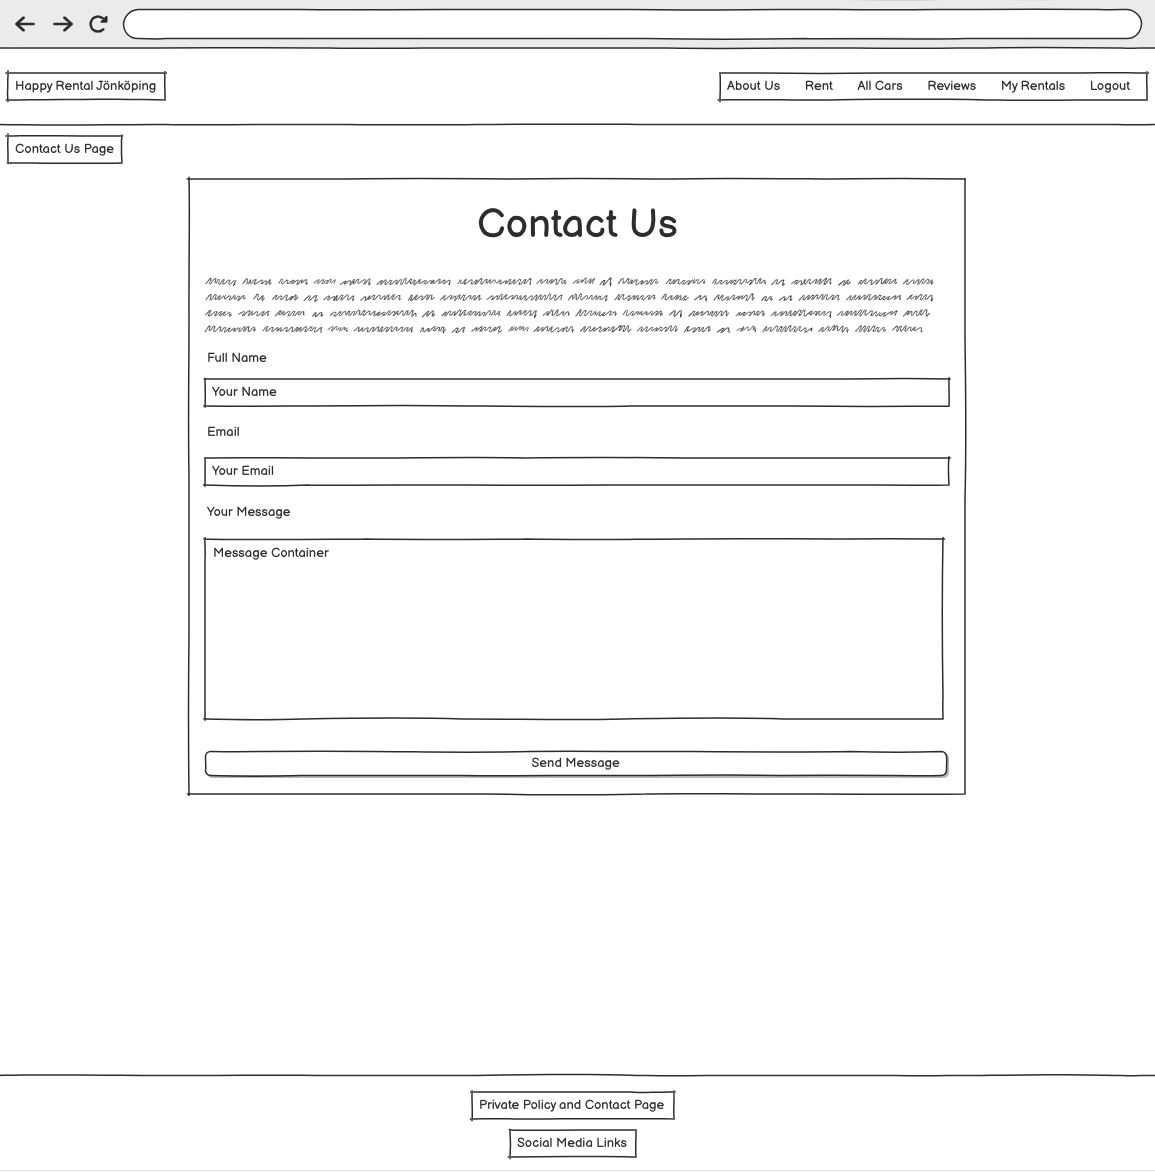 Happy Rental Jönköping
About Us Rent All Cars Reviews My Rentals Logout
Contact Us Page
Contact Us
Full Name
Your Name
Email
Your Email
Your Message
Message Container
Send Message
Private Policy and Contact Page
Social Media Links